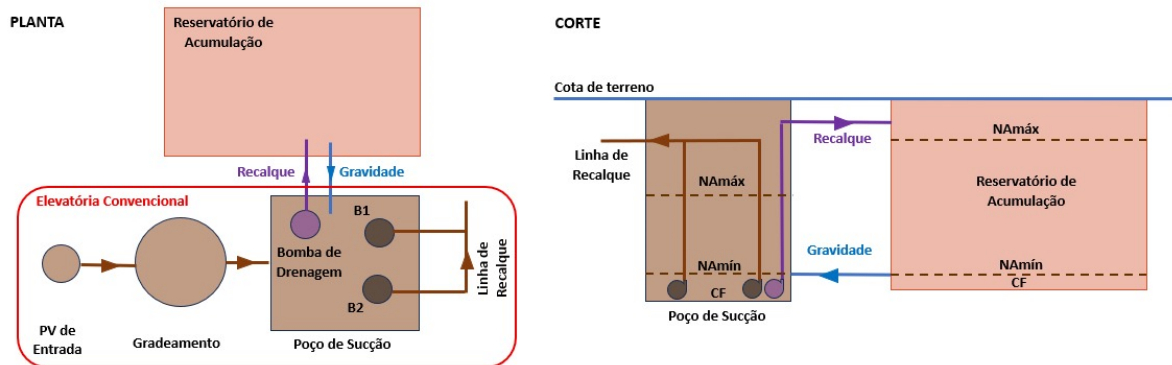 PLANTA
Reservatório de
Acumulação
Recalque
Gravidade
Elevatória Convencional
B1
Bomba de
Drenagem
B2
Linha de
Recalque
PV de
Entrada
Gradeamento
Poço de Sucção
CORTE
Cota de terreno
Linha de
Recalque
Recalque
NAmáx
NAmáx
Reservatório de
Acumulação
Gravidade
NAmín
NAmín
CF
CF
Poço de Sucção